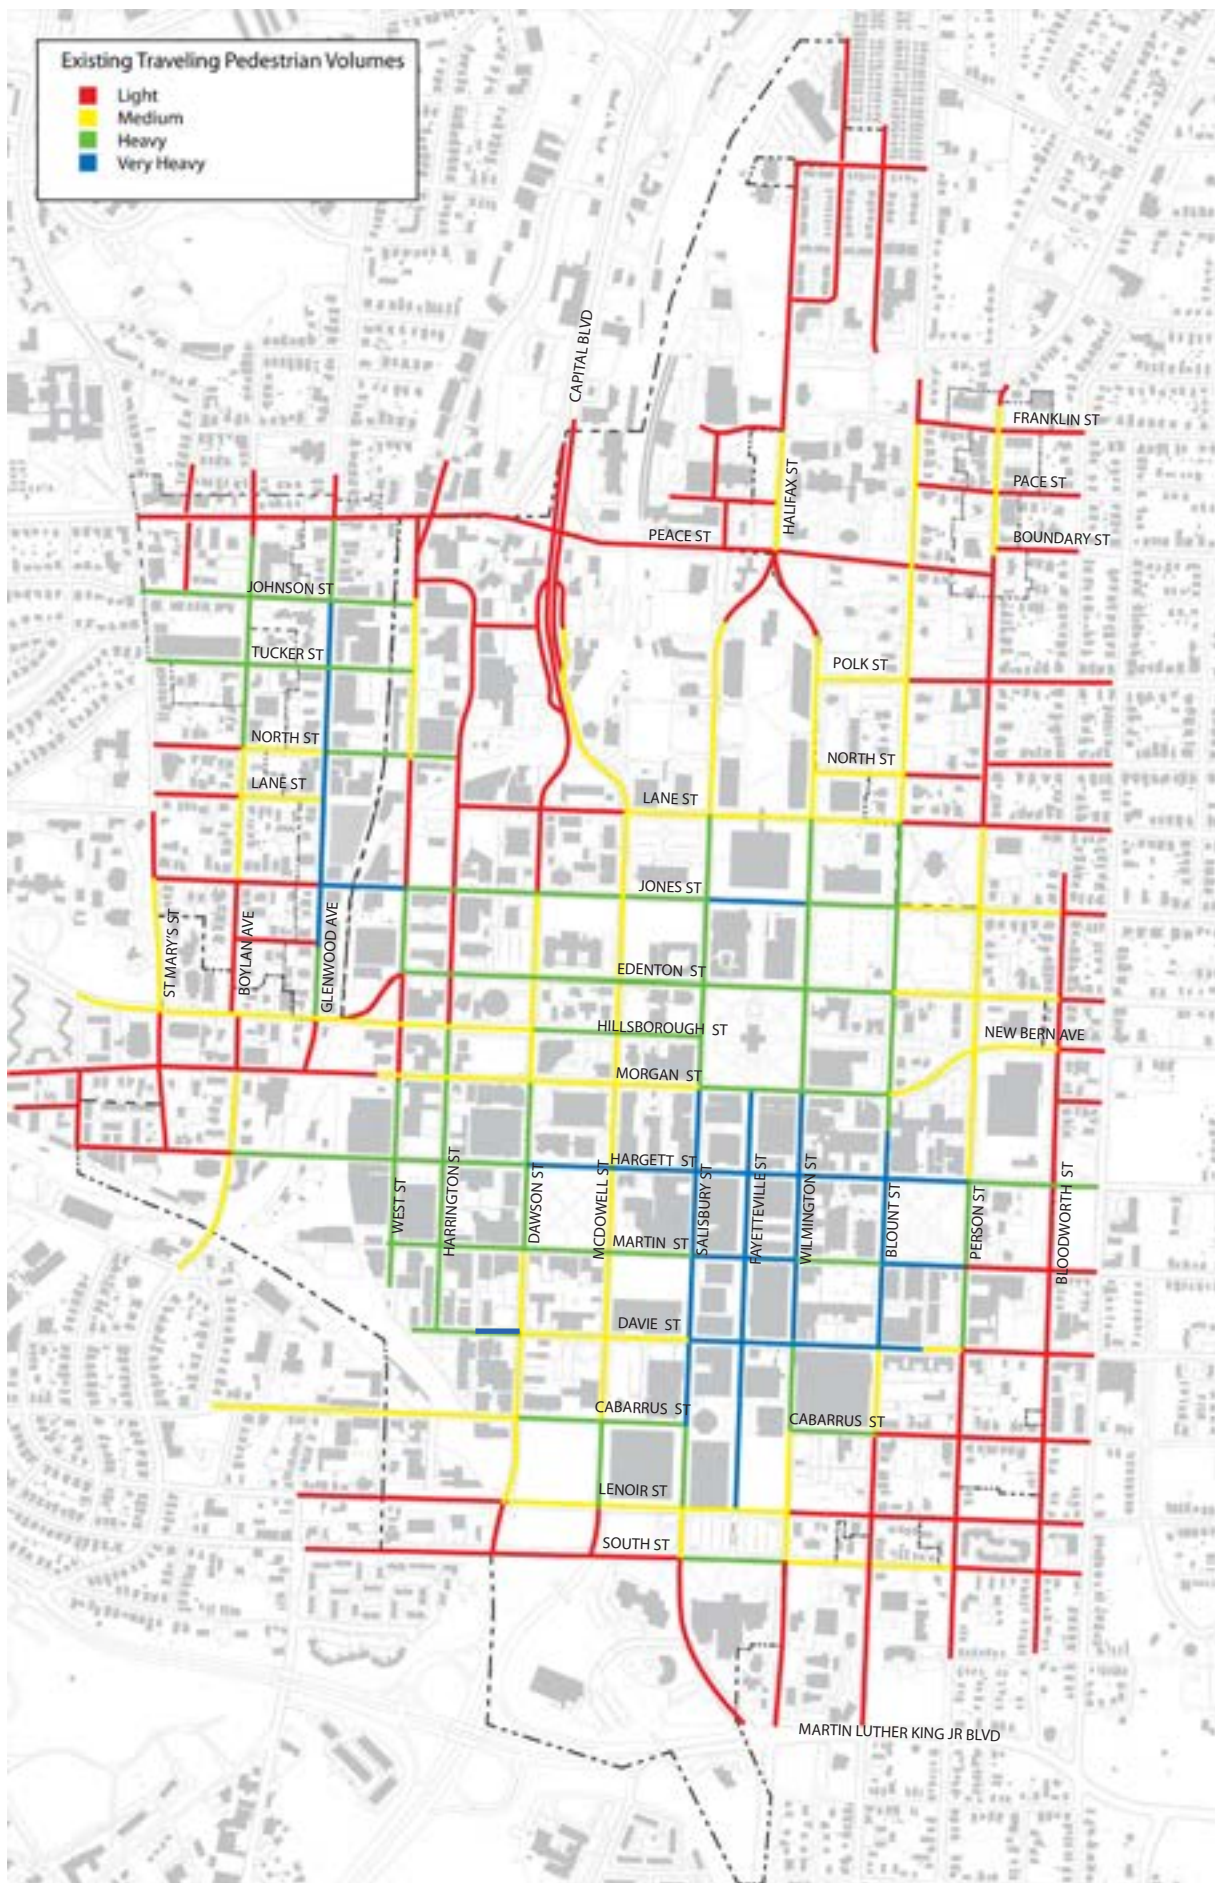 Existing Traveling Pedestrian Volumes
Light
Medium
Heavy
Very Heavy
CAPITAL BLVD
FRANKLIN ST
HALIFAX ST
PACE ST
PEACE ST
BOUNDARY ST
JOHNSON ST
TUCKER ST
POLK ST
NORTH ST
NORTH ST
LANE ST
LANE ST
JONES ST
ST MARY'S ST
BOYLAN AVE
GLENWOOD AVE
EDENTON ST
HILLSBOROUGH ST
NEW BERN AVE
MORGAN ST
HARGETT ST
WEST ST
HARRINGTON ST
DAWSON ST
MCDOWELL ST
SALISBURY ST
FAYETTEVILLE ST
WILMINGTON ST
BLOUNT ST
PERSON ST
BLOODWORTH ST
MARTIN ST
DAVIE ST
CABARRUS ST
CABARRUS ST
LENOIR ST
SOUTH ST
MARTIN LUTHER KING JR BLVD